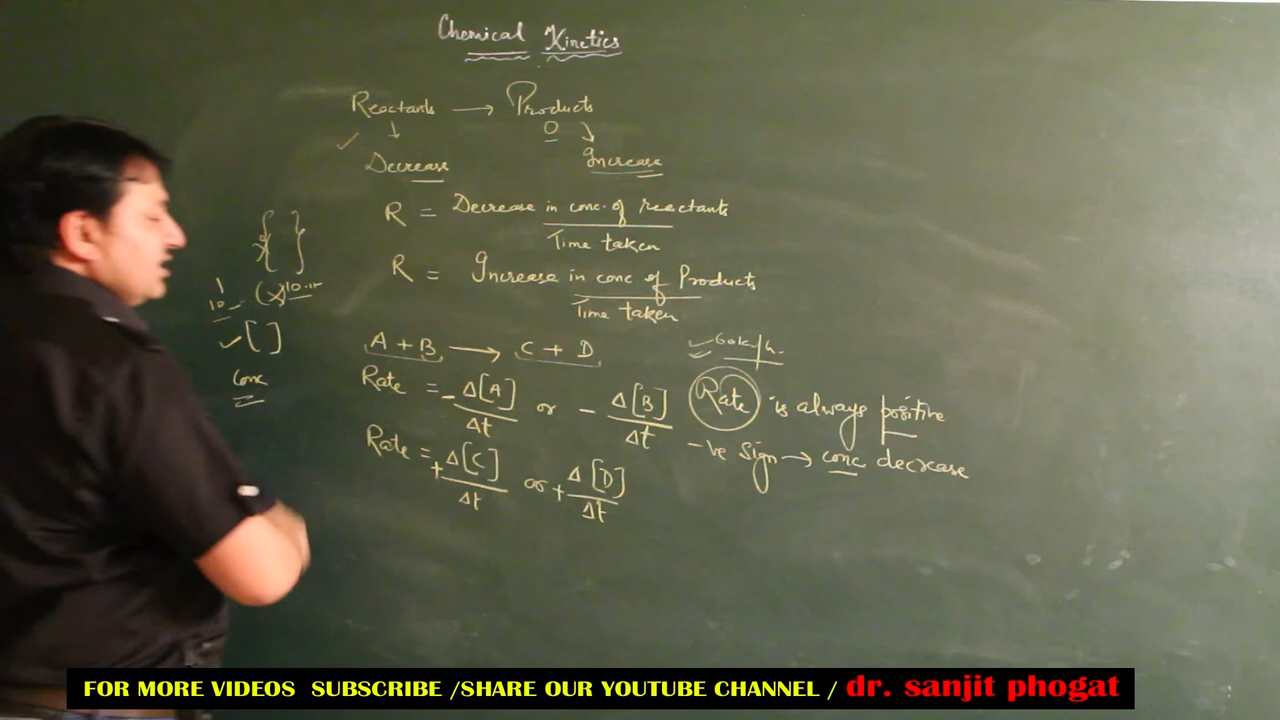 Chemical Kinetics
Reactants → Products
↓ 0 ↘
✓ Decrease Increase
R = Decrease in conc. of reactants
Time taken
{ }
R = Increase in conc of Products
Time taken
1
10 (x)
✓ [ ]
A + B → C + D
Conc
Rate = - Δ[A] / Δt or - Δ[B] / Δt Rate is always positive
-ve sign → conc decrease
Rate = + Δ[C] / Δt or + Δ[D] / Δt
FOR MORE VIDEOS SUBSCRIBE /SHARE OUR YOUTUBE CHANNEL / dr. sanjit phogat